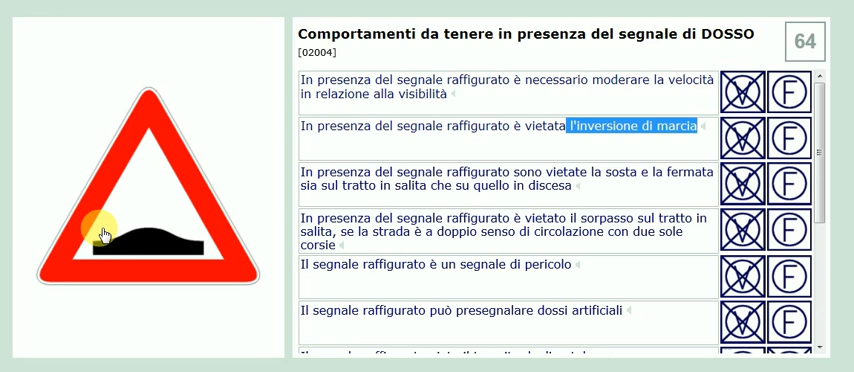 Comportamenti da tenere in presenza del segnale di DOSSO
64
[02004]
In presenza del segnale raffigurato è necessario moderare la velocità
in relazione alla visibilità
V F
In presenza del segnale raffigurato è vietata l'inversione di marcia
V F
In presenza del segnale raffigurato sono vietate la sosta e la fermata
sia sul tratto in salita che su quello in discesa
V F
In presenza del segnale raffigurato è vietato il sorpasso sul tratto in
salita, se la strada è a doppio senso di circolazione con due sole
corsie
V F
Il segnale raffigurato è un segnale di pericolo
V F
Il segnale raffigurato può presegnalare dossi artificiali
V F